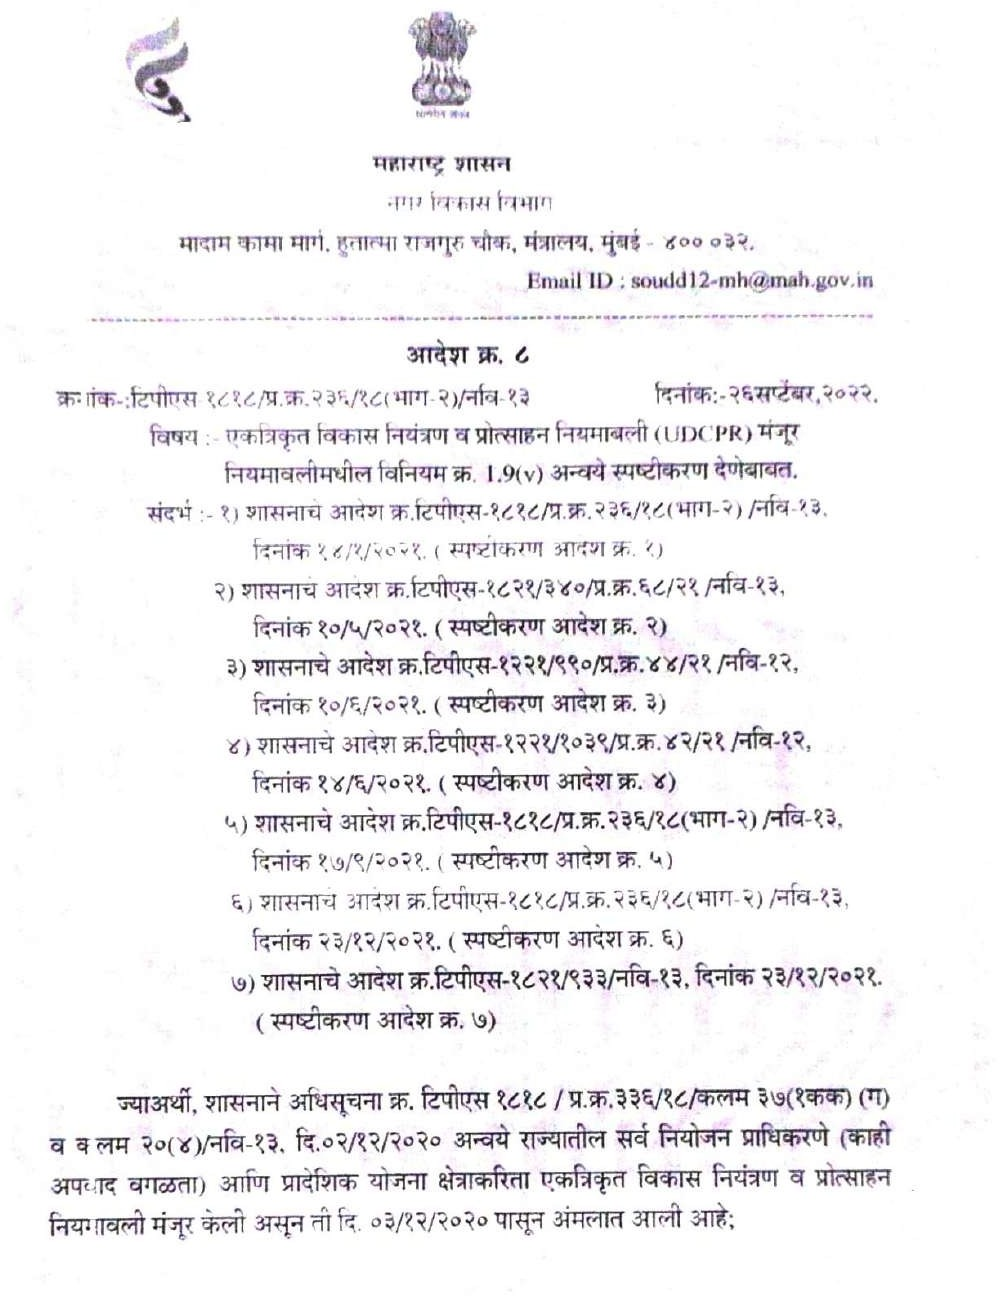 महाराष्ट्र शासन
नगर विकास विभाग
मादाम कामा मार्ग, हुतात्मा राजगुरु चौक, मंत्रालय, मुंबई - ४०० ०३२.
Email ID : soudd12-mh@mah.gov.in
आदेश क्र. ८
क्रमांक-:टिपीएस-१८१८/प्र.क्र.२३६/१८(भाग-२)/नवि-१३ दिनांक:-२६सप्टेंबर,२०२२.
विषय :- एकत्रिकृत विकास नियंत्रण व प्रोत्साहन नियमाबली (UDCPR) मंजूर
नियमावलीमधील विनियम क्र. 1.9(v) अन्वये स्पष्टीकरण देणेबाबत.
संदर्भ :- १) शासनाचे आदेश क्र.टिपीएस-१८१८/प्र.क्र.२३६/१८(भाग-२) /नवि-१३,
दिनांक १४/१/२०२१. ( स्पष्टीकरण आदेश क्र. १)
२) शासनाचे आदेश क्र.टिपीएस-१८२१/३४०/प्र.क्र.६८/२१ /नवि-१३,
दिनांक १०/५/२०२१. ( स्पष्टीकरण आदेश क्र. २)
३) शासनाचे आदेश क्र.टिपीएस-१२२१/९९०/प्र.क्र.४४/२१ /नवि-१२,
दिनांक १०/६/२०२१. ( स्पष्टीकरण आदेश क्र. ३)
४) शासनाचे आदेश क्र.टिपीएस-१२२१/१०३९/प्र.क्र.४२/२१ /नवि-१२,
दिनांक १४/६/२०२१. ( स्पष्टीकरण आदेश क्र. ४)
५) शासनाचे आदेश क्र.टिपीएस-१८१८/प्र.क्र.२३६/१८(भाग-२) /नवि-१३,
दिनांक १७/९/२०२१. ( स्पष्टीकरण आदेश क्र. ५)
६) शासनाचे आदेश क्र.टिपीएस-१८१८/प्र.क्र.२३६/१८(भाग-२) /नवि-१३,
दिनांक २३/१२/२०२१. ( स्पष्टीकरण आदेश क्र. ६)
७) शासनाचे आदेश क्र.टिपीएस-१८२१/९३३/नवि-१३, दिनांक २३/१२/२०२१.
( स्पष्टीकरण आदेश क्र. ७)
ज्याअर्थी, शासनाने अधिसूचना क्र. टिपीएस १८१८ / प्र.क्र.३३६/१८/कलम ३७(१कक) (ग)
व कलम २०(४)/नवि-१३, दि.०२/१२/२०२० अन्वये राज्यातील सर्व नियोजन प्राधिकरणे (काही
अपवाद वगळता) आणि प्रादेशिक योजना क्षेत्राकरिता एकत्रिकृत विकास नियंत्रण व प्रोत्साहन
नियमावली मंजूर केली असून ती दि. ०३/१२/२०२० पासून अंमलात आली आहे;